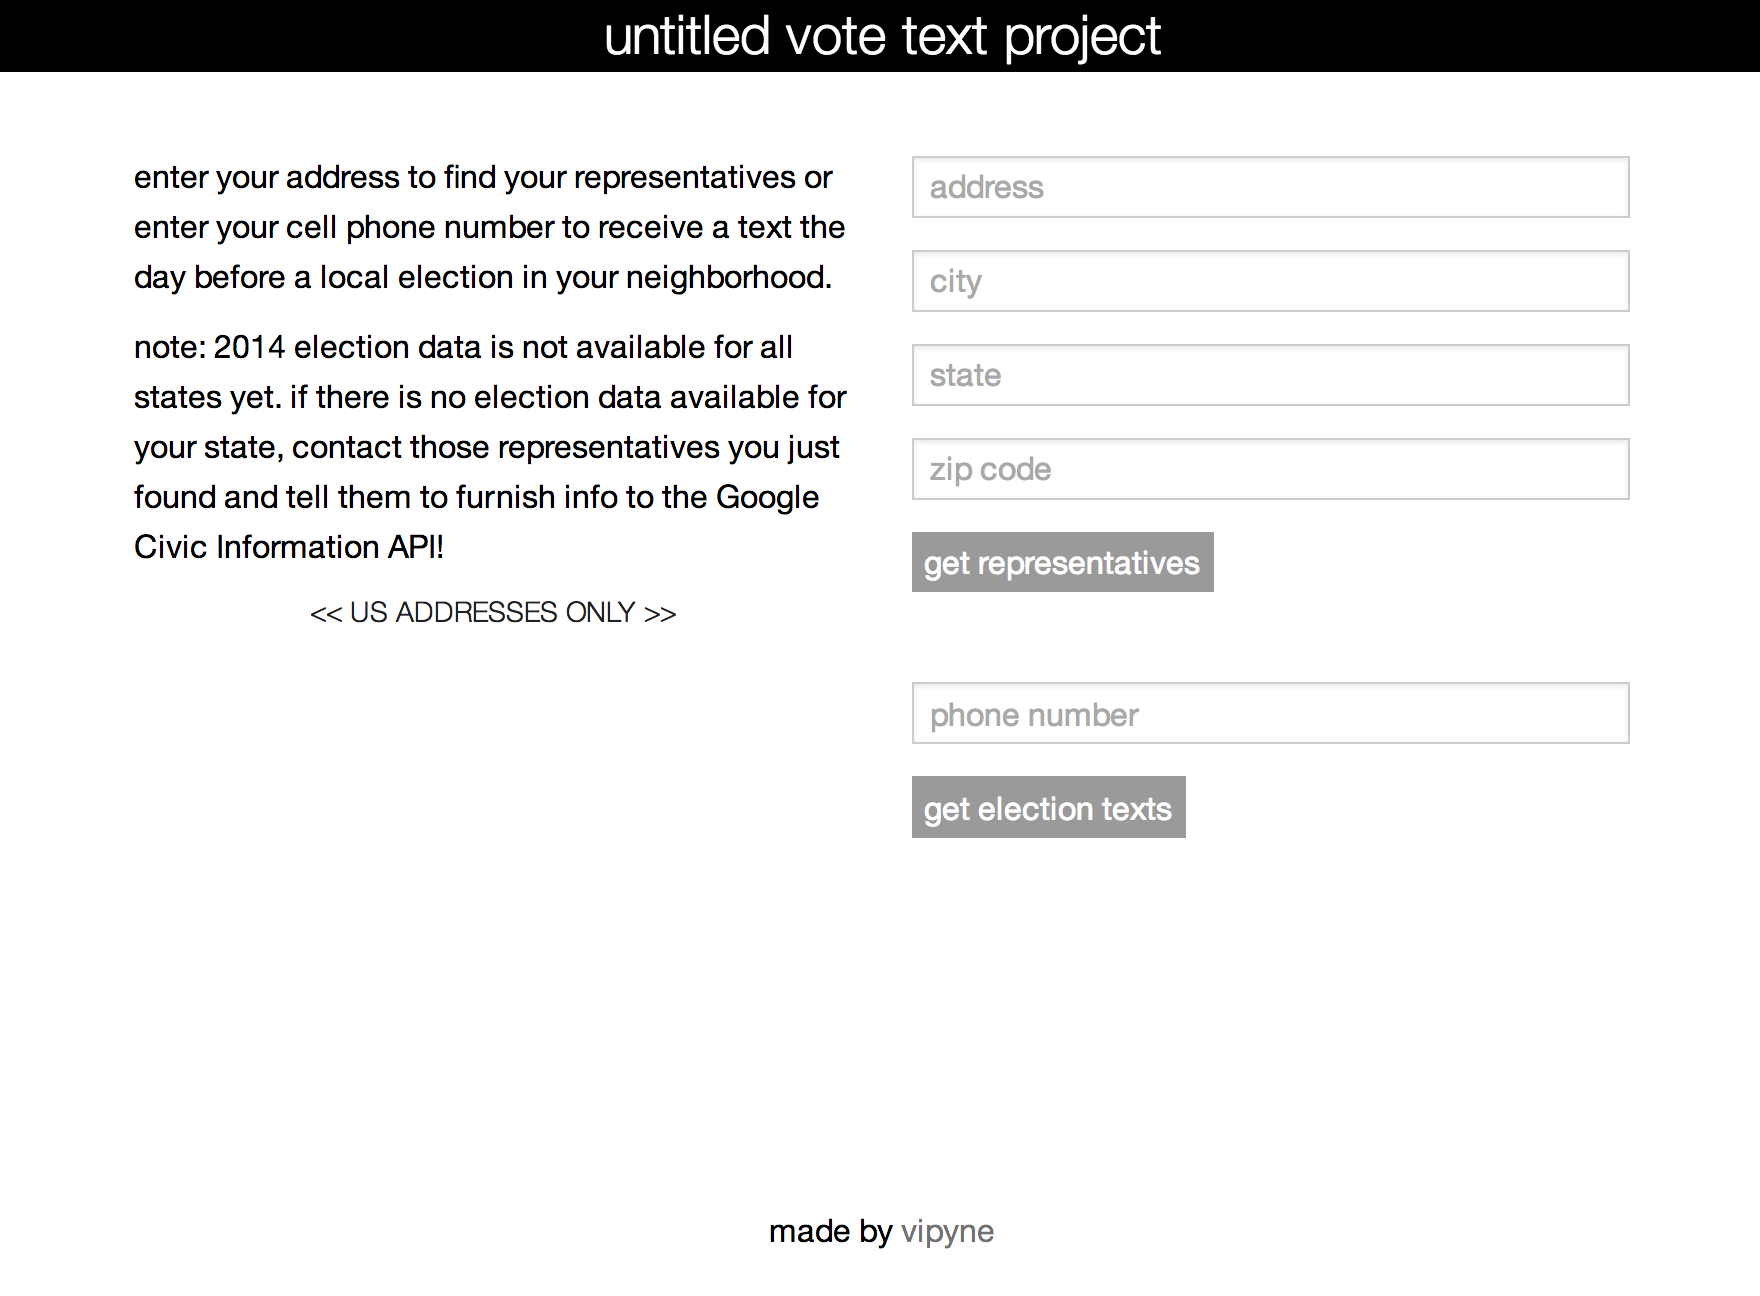 untitled vote text project
enter your address to find your representatives or
enter your cell phone number to receive a text the
day before a local election in your neighborhood.
note: 2014 election data is not available for all
states yet. if there is no election data available for
your state, contact those representatives you just
found and tell them to furnish info to the Google
Civic Information API!
<< US ADDRESSES ONLY >>
address
city
state
zip code
get representatives
phone number
get election texts
made by vipyne